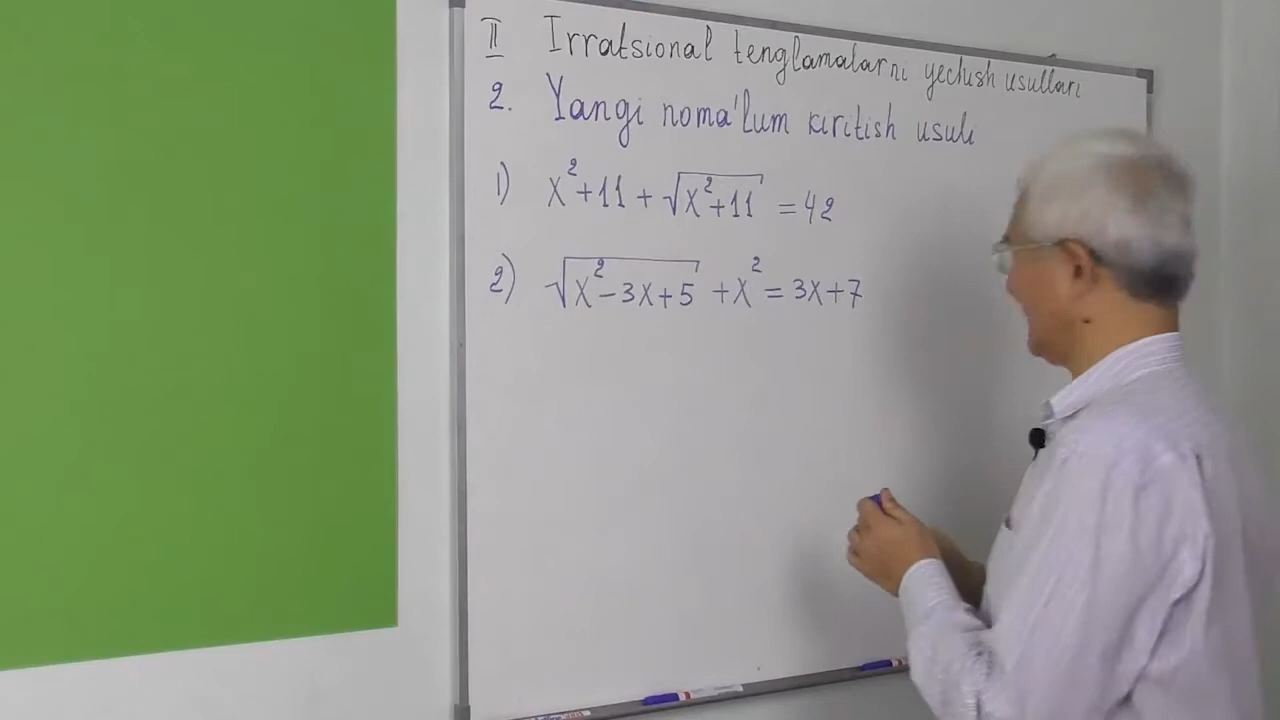 II Irratsional tenglamalarni yechish usullari
2. Yangi noma'lum kiritish usuli
1) x²+11+√(x²+11) = 42
2) √(x²-3x+5) +x² = 3x+7